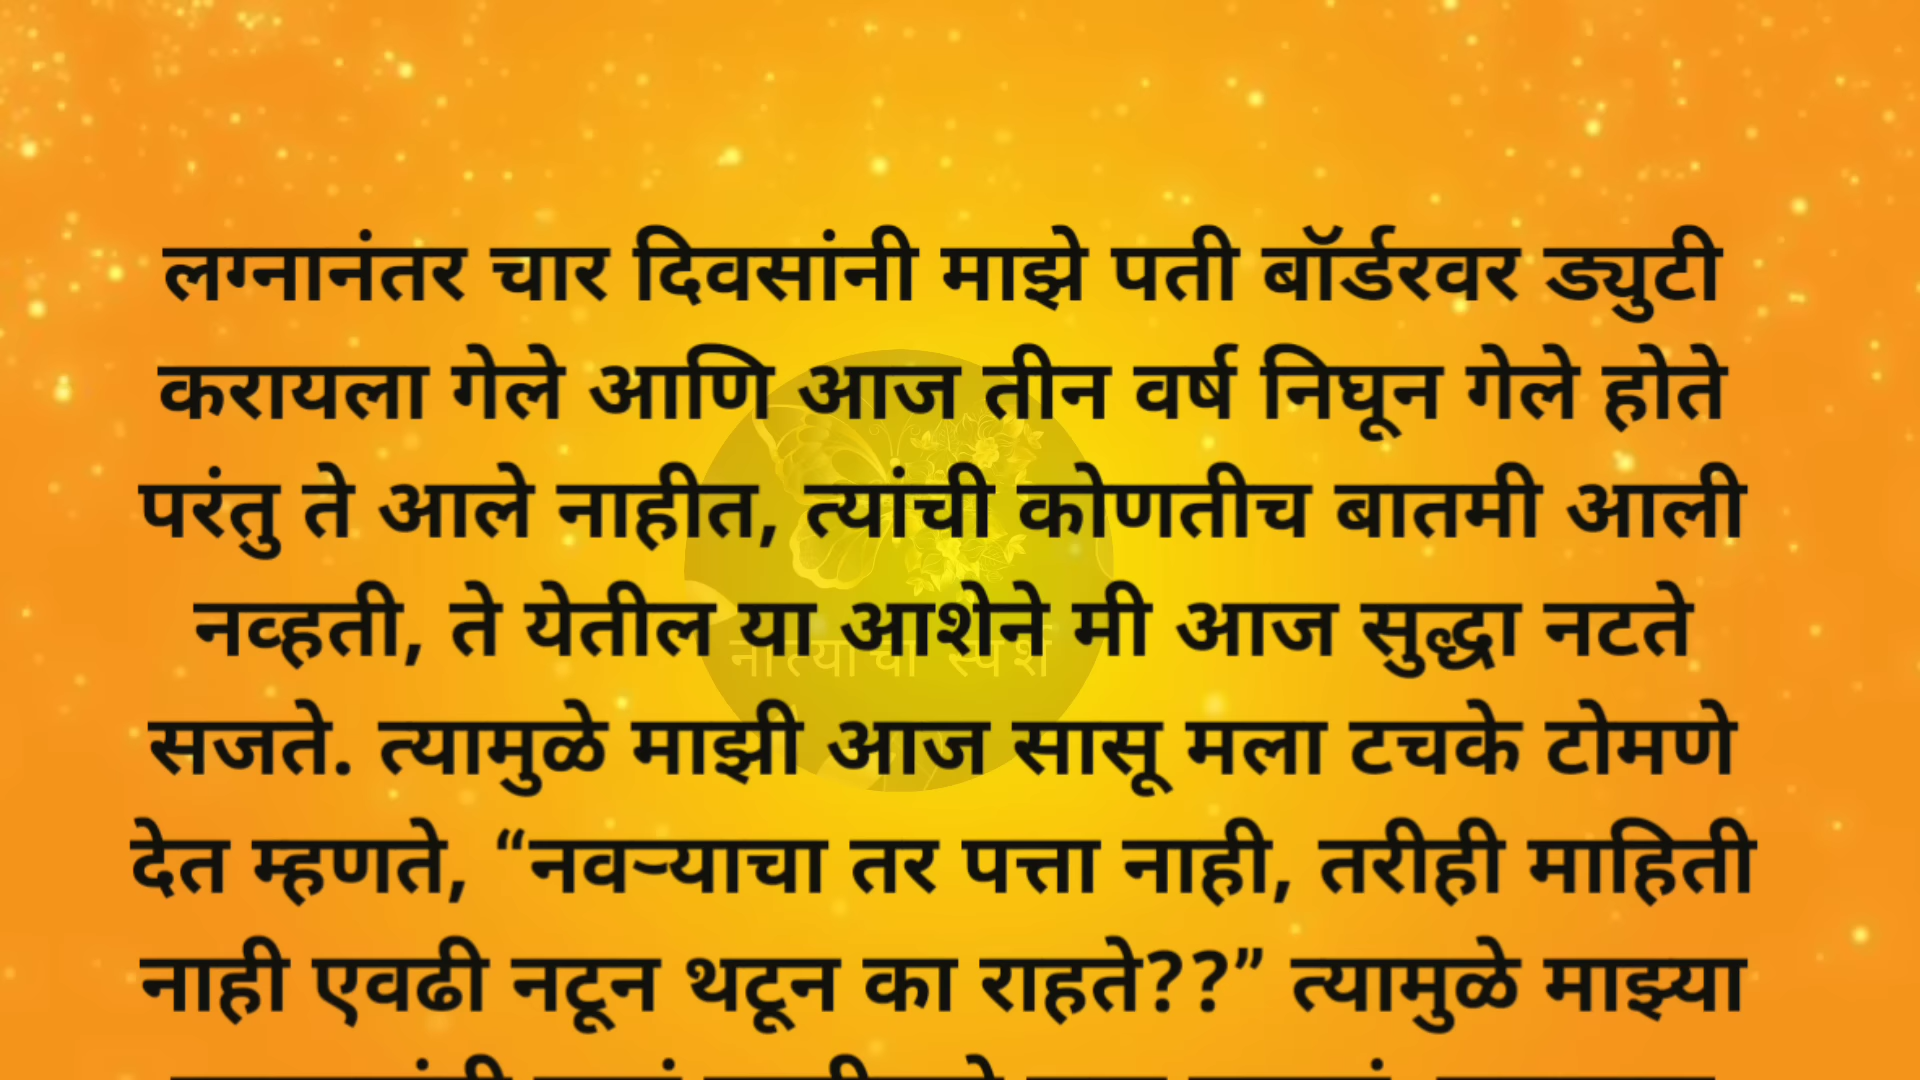 लग्नानंतर चार दिवसांनी माझे पती बॉर्डरवर ड्युटी
करायला गेले आणि आज तीन वर्ष निघून गेले होते
परंतु ते आले नाहीत, त्यांची कोणतीच बातमी आली
नव्हती, ते येतील या आशेने मी आज सुद्धा नटते
नात्याचा स्पर्श
सजते. त्यामुळे माझी आज सासू मला टचके टोमणे
देत म्हणते, “नवऱ्याचा तर पत्ता नाही, तरीही माहिती
नाही एवढी नटून थटून का राहते??” त्यामुळे माझ्या